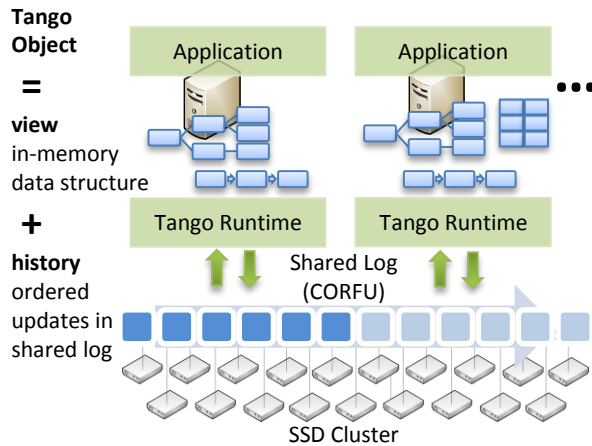 Tango
Object
=
view
in-memory
data structure
+
history
ordered
updates in
shared log
Application
Application
...
Tango Runtime
Tango Runtime
Shared Log
(CORFU)
SSD Cluster